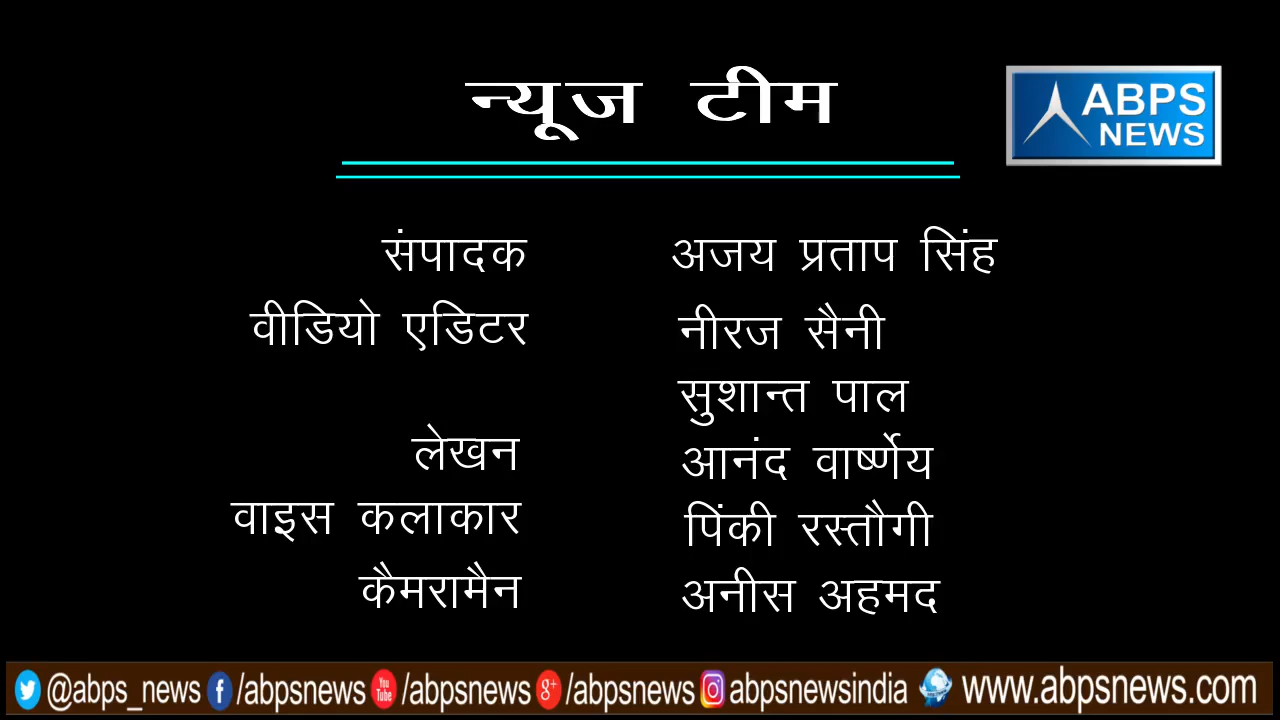 न्यूज टीम
ABPS
NEWS
संपादक अजय प्रताप सिंह
वीडियो एडिटर नीरज सैनी
सुशान्त पाल
लेखन आनंद वार्ष्णेय
वाइस कलाकार पिंकी रस्तौगी
कैमरामैन अनीस अहमद
@abps_news /abpsnews You Tube /abpsnews g+ /abpsnews abpsnewsindia www.abpsnews.com